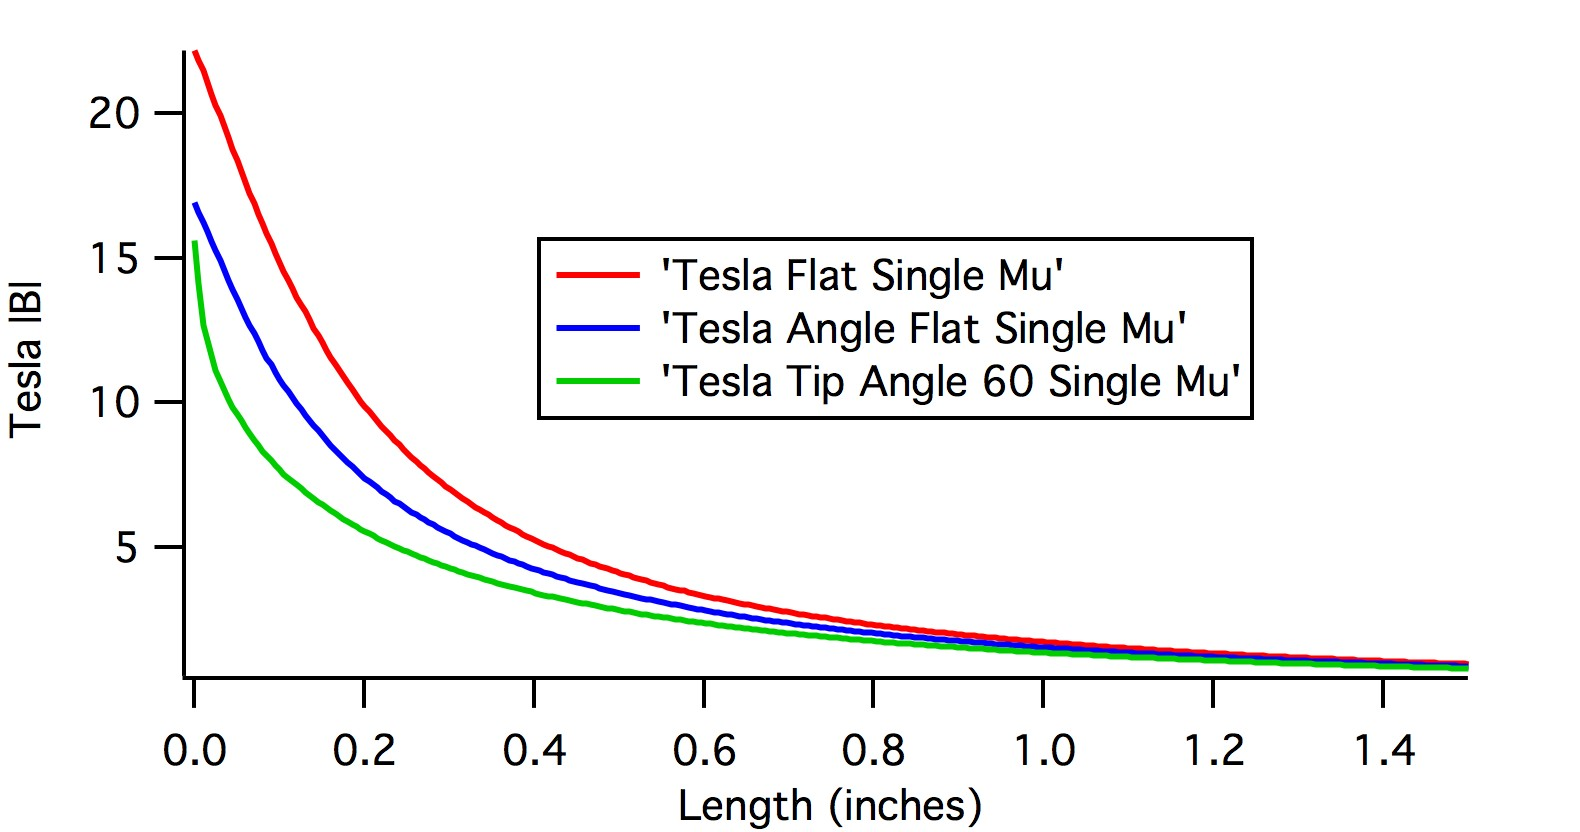 Tesla |B|
20
15
10
5
'Tesla Flat Single Mu'
'Tesla Angle Flat Single Mu'
'Tesla Tip Angle 60 Single Mu'
0.0 0.2 0.4 0.6 0.8 1.0 1.2 1.4
Length (inches)